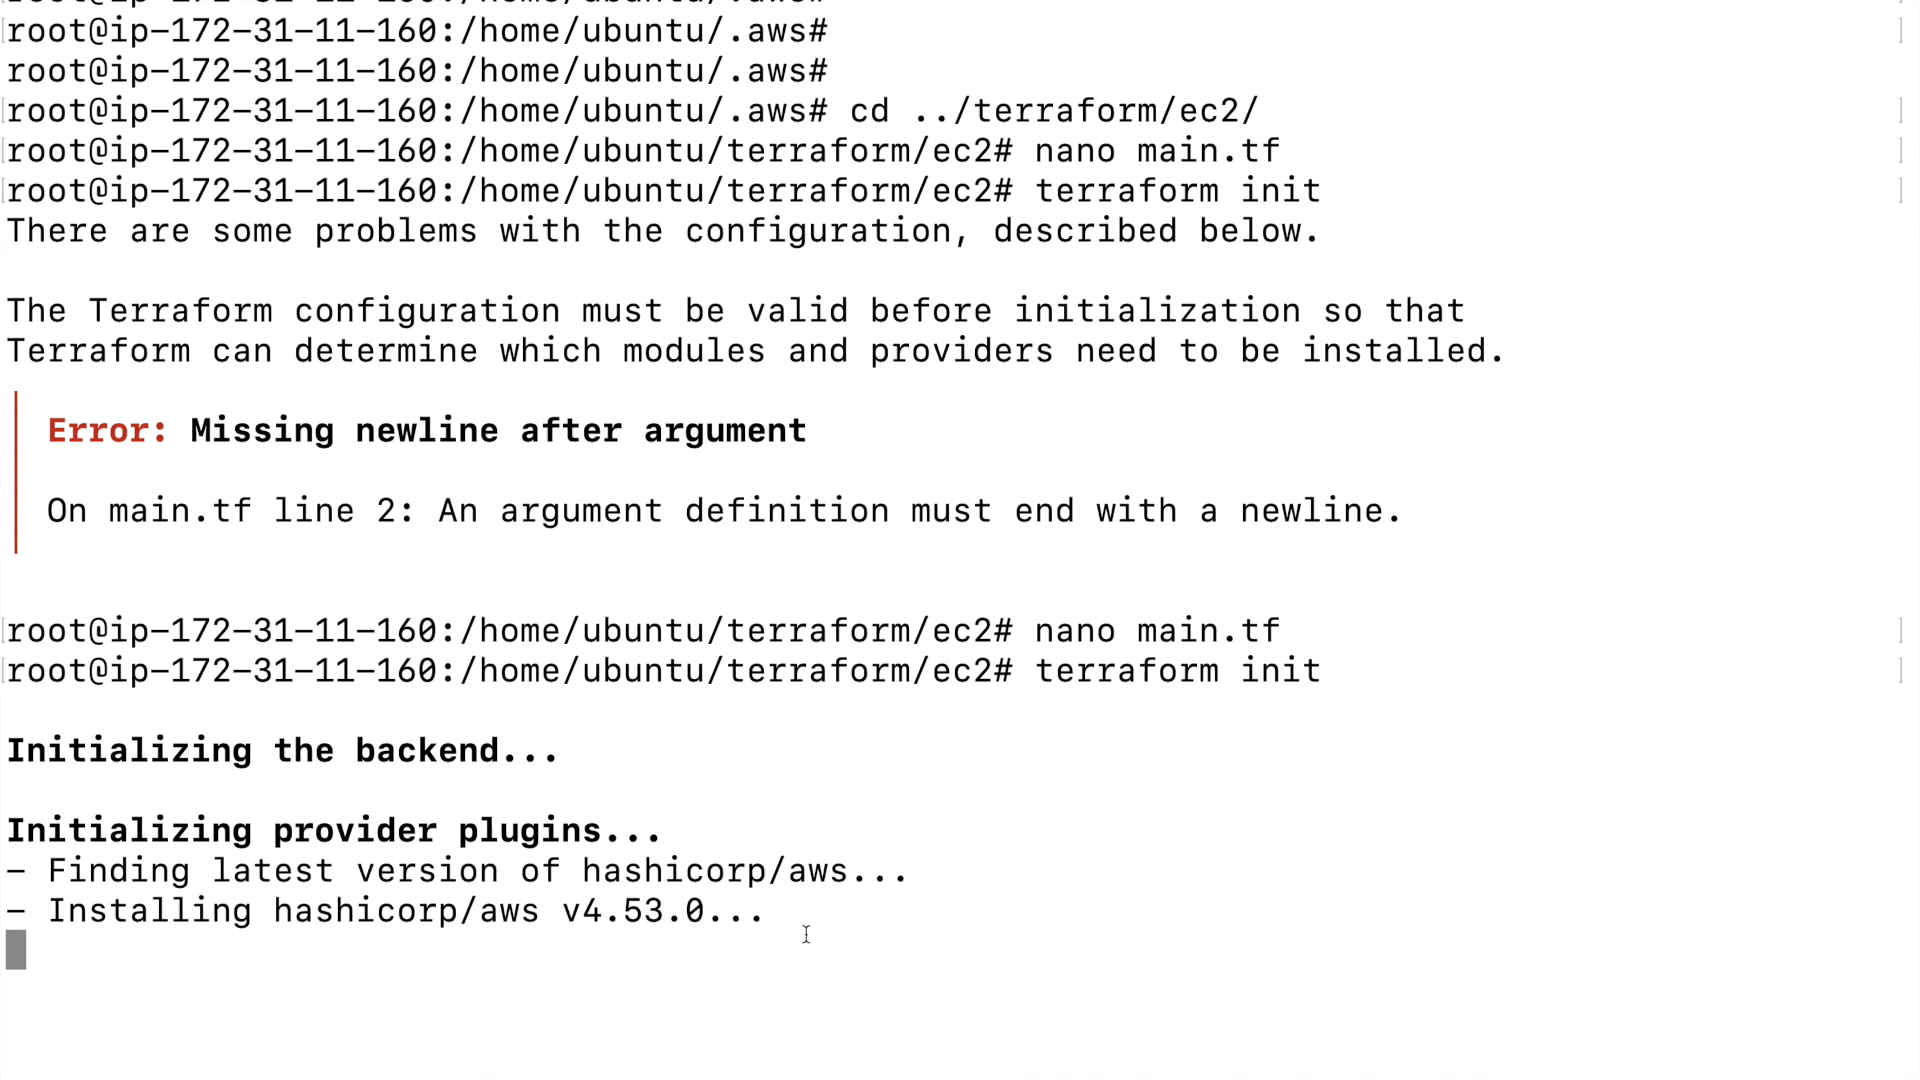 root@ip-172-31-11-160:/home/ubuntu/.aws#
root@ip-172-31-11-160:/home/ubuntu/.aws#
root@ip-172-31-11-160:/home/ubuntu/.aws# cd ../terraform/ec2/
root@ip-172-31-11-160:/home/ubuntu/terraform/ec2# nano main.tf
root@ip-172-31-11-160:/home/ubuntu/terraform/ec2# terraform init
There are some problems with the configuration, described below.
The Terraform configuration must be valid before initialization so that
Terraform can determine which modules and providers need to be installed.
Error: Missing newline after argument
On main.tf line 2: An argument definition must end with a newline.
root@ip-172-31-11-160:/home/ubuntu/terraform/ec2# nano main.tf
root@ip-172-31-11-160:/home/ubuntu/terraform/ec2# terraform init
Initializing the backend...
Initializing provider plugins...
- Finding latest version of hashicorp/aws...
- Installing hashicorp/aws v4.53.0...